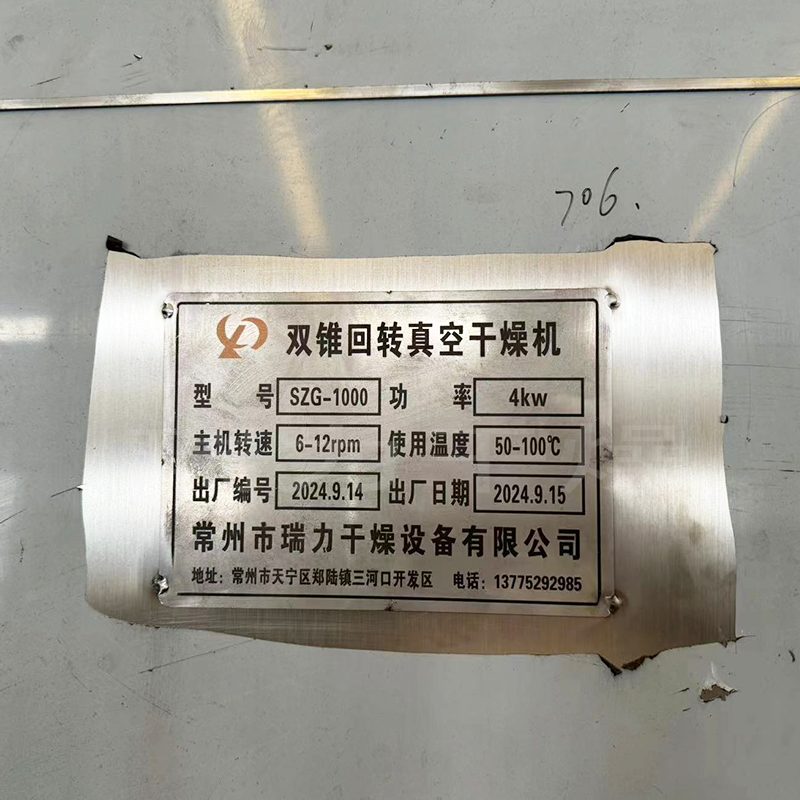 706.
双锥回转真空干燥机
型 号 SZG-1000 功 率 4kw
主机转速 6-12rpm 使用温度 50-100℃
出厂编号 2024.9.14 出厂日期 2024.9.15
常州市瑞力干燥设备有限公司
地址：常州市天宁区郑陆镇三河口开发区 电话：13775292985